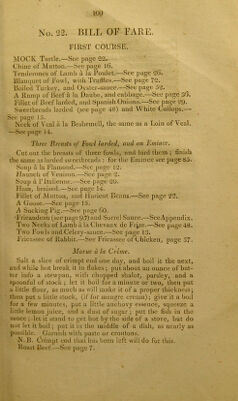 109
No. 22. BILL OF FARE.
FIRST COURSE.
MOCK Turtle.—See page 22.
Chine of Mutton.—See page 16.
Tenderones of Lamb à la Poulet.—See page 26.
Blanquet of Fowl, with Truffles.—See page 72.
Boiled Turkey, and Oyster-sauce.—See page 52.
A Rump of Beef à la Daube, and cabbage.—See page 36.
Fillet of Beef larded, and Spanish Onions.—See page 29.
Sweetbreads larded (see page 48) and White Collops.—
See page 15.
Neck of Veal à la Beshemell, the same as a Loin of Veal.
—See page 14.
Three Breasts of Fowl larded, and an Emince.
Cut out the breasts of three fowls, and lard them; finish
the same as larded sweetbreads: for the Emince see page 85.
Soup à la Flamond.—See page 12.
Haunch of Venison.—See page 2.
Soup à l'Italienne.—See page 20.
Ham, braised.—See page 14.
Fillet of Mutton, and Haricot Beans.—See page 22.
A Goose.—See page 13.
A Sucking Pig.—See page 60.
Fricandeau (see page 97) and Sorrel Sauce.—See Appendix.
Two Necks of Lamb à la Chevaux de Frize.—See page 48.
Two Fowls and Celery-sauce.—See page 13.
Fricassee of Rabbit.—See Fricassee of Chicken, page 57.
Morue à la Crème.
Salt a slice of crimpt cod one day, and boil it the next,
and while hot break it in flakes; put about an ounce of but-
ter into a stewpan, with chopped shalot, parsley, and a
spoonful of stock; let it boil for a minute or two, then put
a little flour, as much as will make it of a proper thickness;
then put a little stock, (if for maigre cream); give it a boil
for a few minutes, put a little anchovy essence, squeeze a
little lemon juice, and a dust of sugar; put the fish in the
sauce; let it stand to get hot by the side of a stove, but do
not let it boil; put it in the middle of a dish, as nearly as
possible. Garnish with paste or croutons.
N.B. Crimpt cod that has been left will do for this.
Roast Beef.—See page 7.